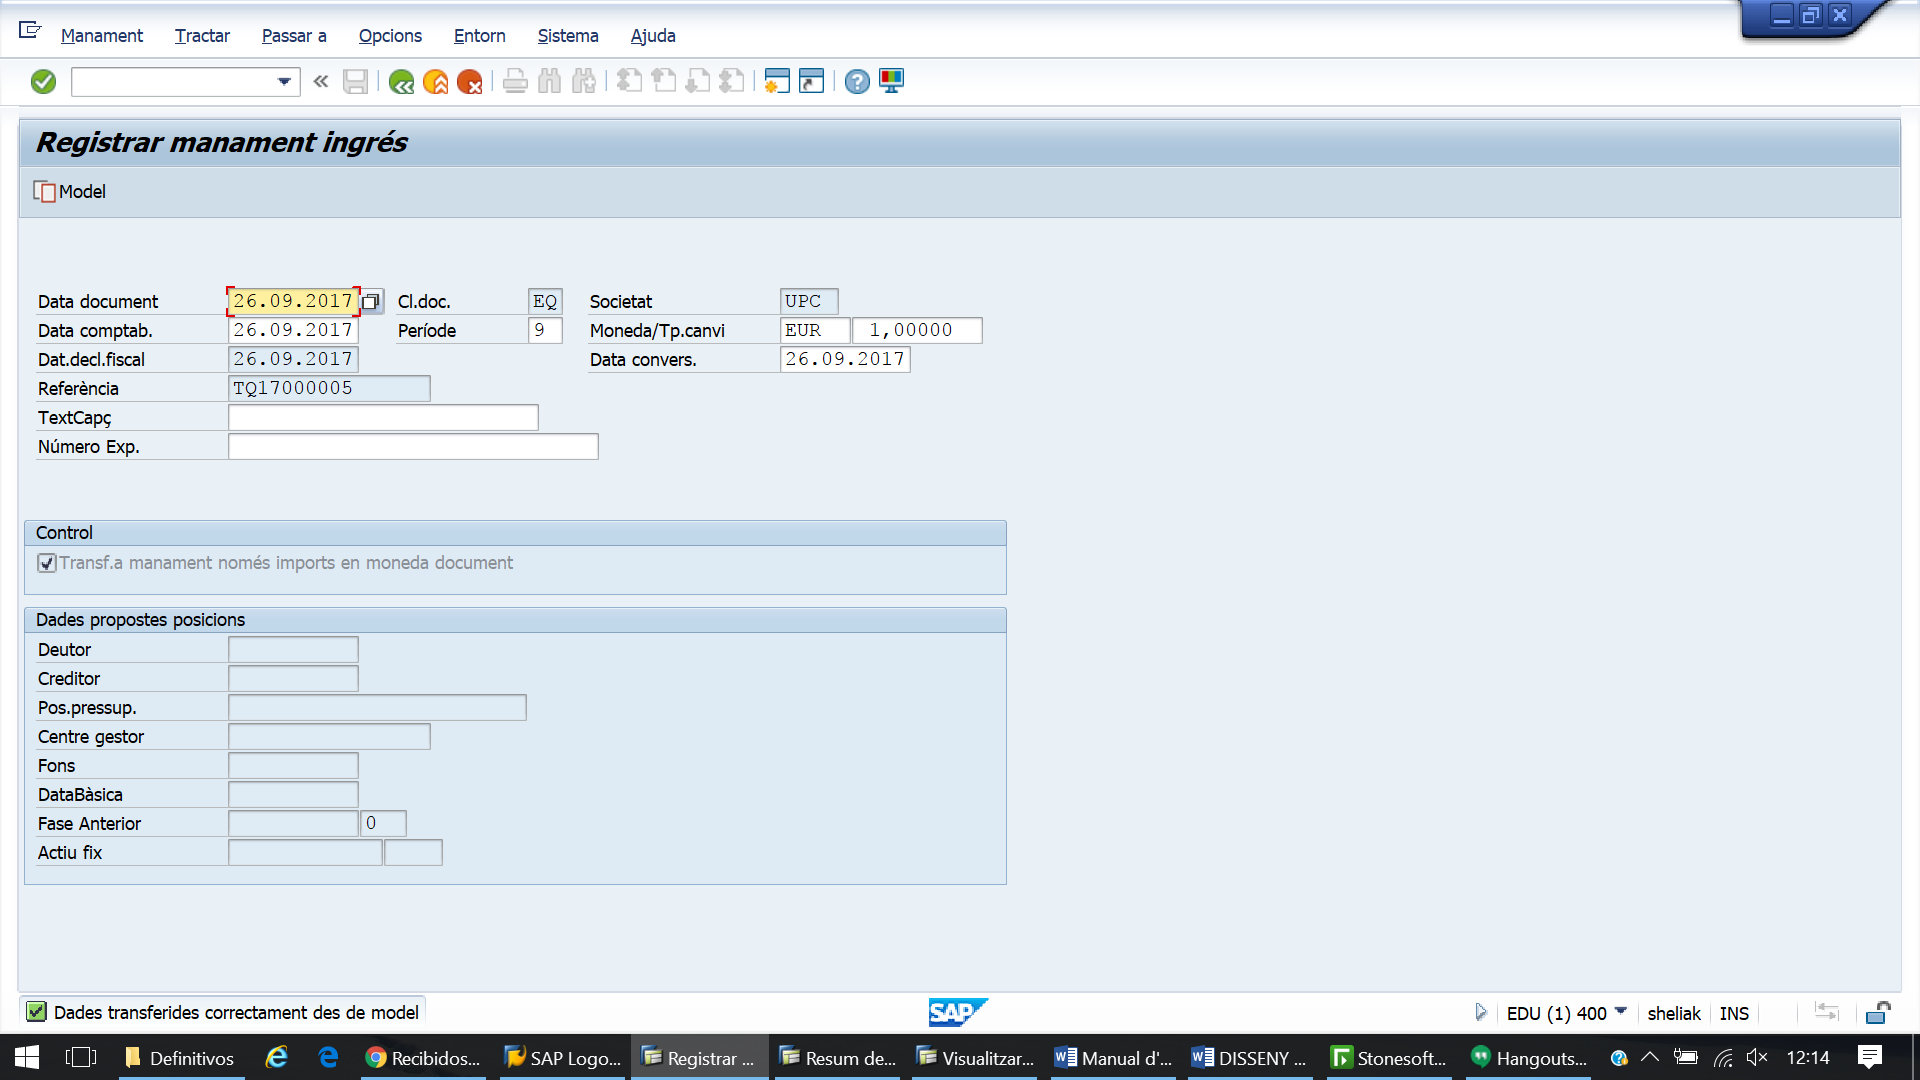 Manament Tractar Passar a Opcions Entorn Sistema Ajuda
Registrar manament ingrés
Model
Data document 26.09.2017 Cl.doc. EQ Societat UPC
Data comptab. 26.09.2017 Període 9 Moneda/Tp.canvi EUR 1,00000
Dat.decl.fiscal 26.09.2017 Data convers. 26.09.2017
Referència TQ17000005
TextCapç
Número Exp.
Control
Transf.a manament només imports en moneda document
Dades propostes posicions
Deutor
Creditor
Pos.pressup.
Centre gestor
Fons
DataBàsica
Fase Anterior 0
Actiu fix
Dades transferides correctament des de model SAP EDU (1) 400 sheliak INS
Definitivos Recibidos... SAP Logo... Registrar ... Resum de... Visualitzar... Manual d'... DISSENY ... Stonesoft... Hangouts... 12:14